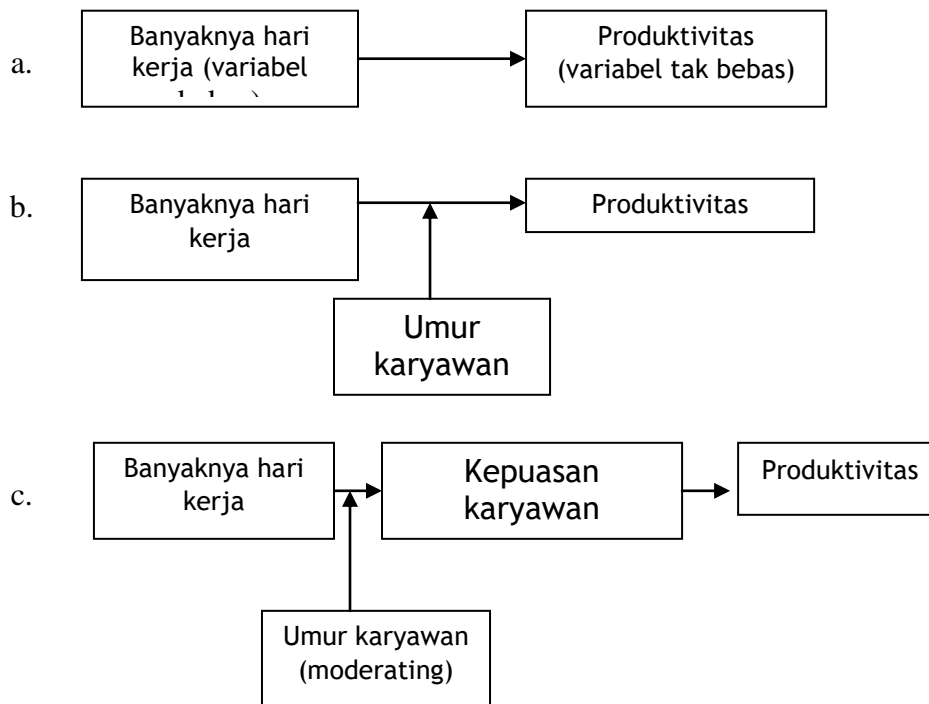 a.
Banyaknya hari
kerja (variabel
Produktivitas
(variabel tak bebas)
b.
Banyaknya hari
kerja
Produktivitas
Umur
karyawan
c.
Banyaknya hari
kerja
Kepuasan
karyawan
Produktivitas
Umur karyawan
(moderating)